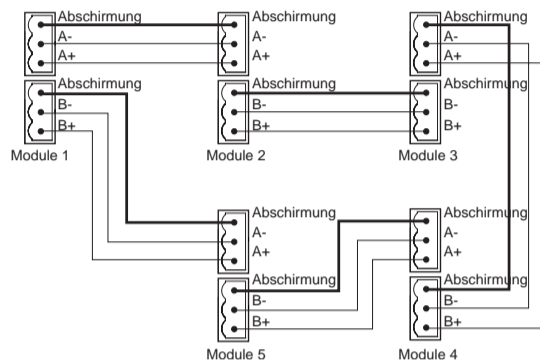 Abschirmung
A-
A+
Abschirmung
B-
B+
Module 1
Abschirmung
A-
A+
Abschirmung
B-
B+
Module 2
Abschirmung
A-
A+
Abschirmung
B-
B+
Module 3
Abschirmung
A-
A+
Abschirmung
B-
B+
Module 5
Abschirmung
A-
A+
Abschirmung
B-
B+
Module 4